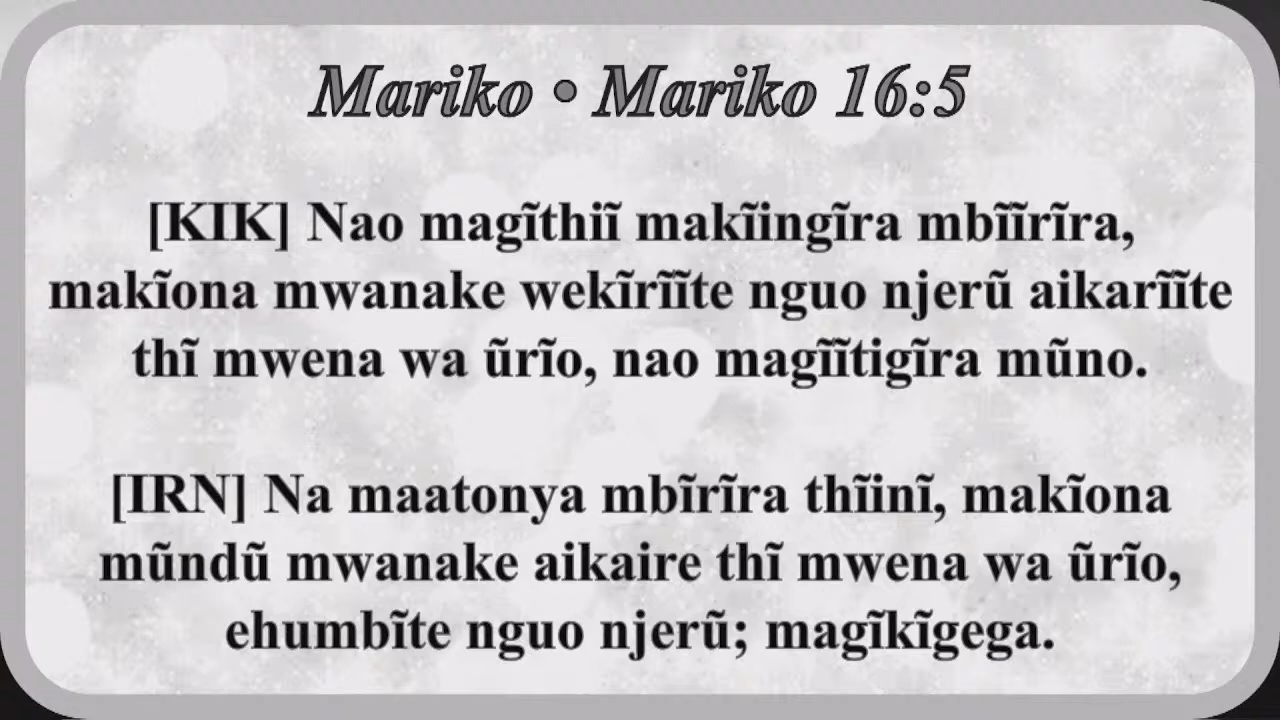 Mariko • Mariko 16:5
[KIK] Nao magĩthiĩ makĩingĩra mbĩĩrĩra,
makĩona mwanake wekĩrĩĩte nguo njerũ aikarĩĩte
thĩ mwena wa ũrĩo, nao magĩĩtigĩra mũno.
[IRN] Na maatonya mbĩrĩra thĩinĩ, makĩona
mũndũ mwanake aikaire thĩ mwena wa ũrĩo,
ehumbĩte nguo njerũ; magĩkĩgega.